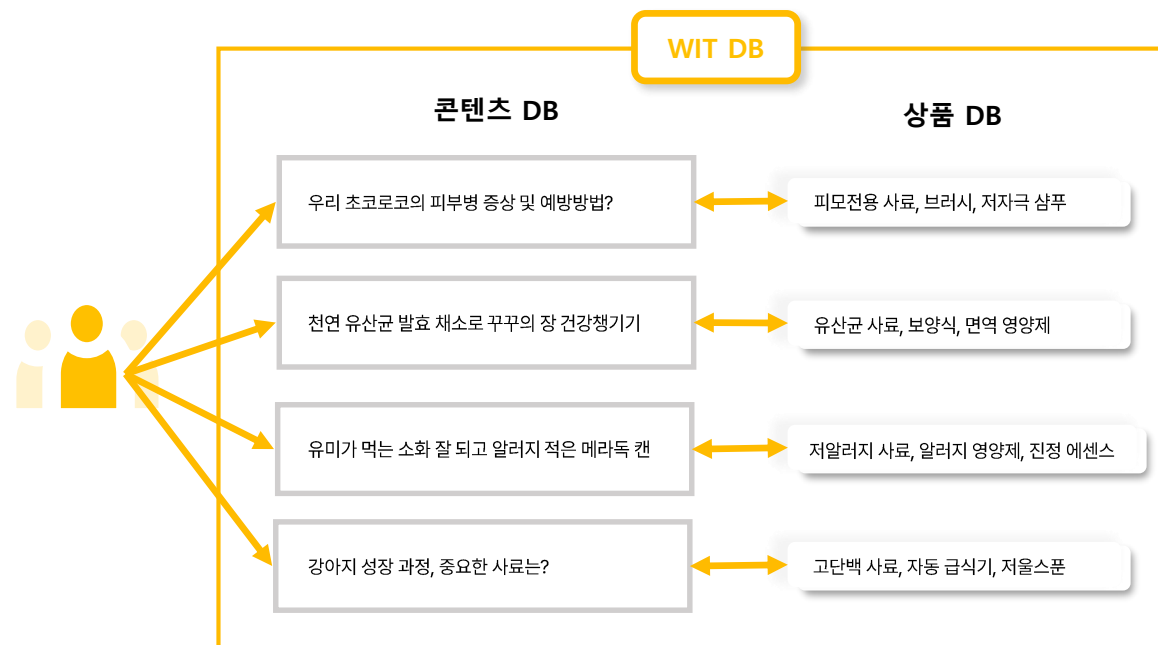 WIT DB
콘텐츠 DB
상품 DB
우리 초코로코의 피부병 증상 및 예방방법?
피모전용 사료, 브러시, 저자극 샴푸
천연 유산균 발효 채소로 꾸꾸의 장 건강챙기기
유산균 사료, 보양식, 면역 영양제
유미가 먹는 소화 잘 되고 알러지 적은 메라독 캔
저알러지 사료, 알러지 영양제, 진정 에센스
강아지 성장 과정, 중요한 사료는?
고단백 사료, 자동 급식기, 저울스푼